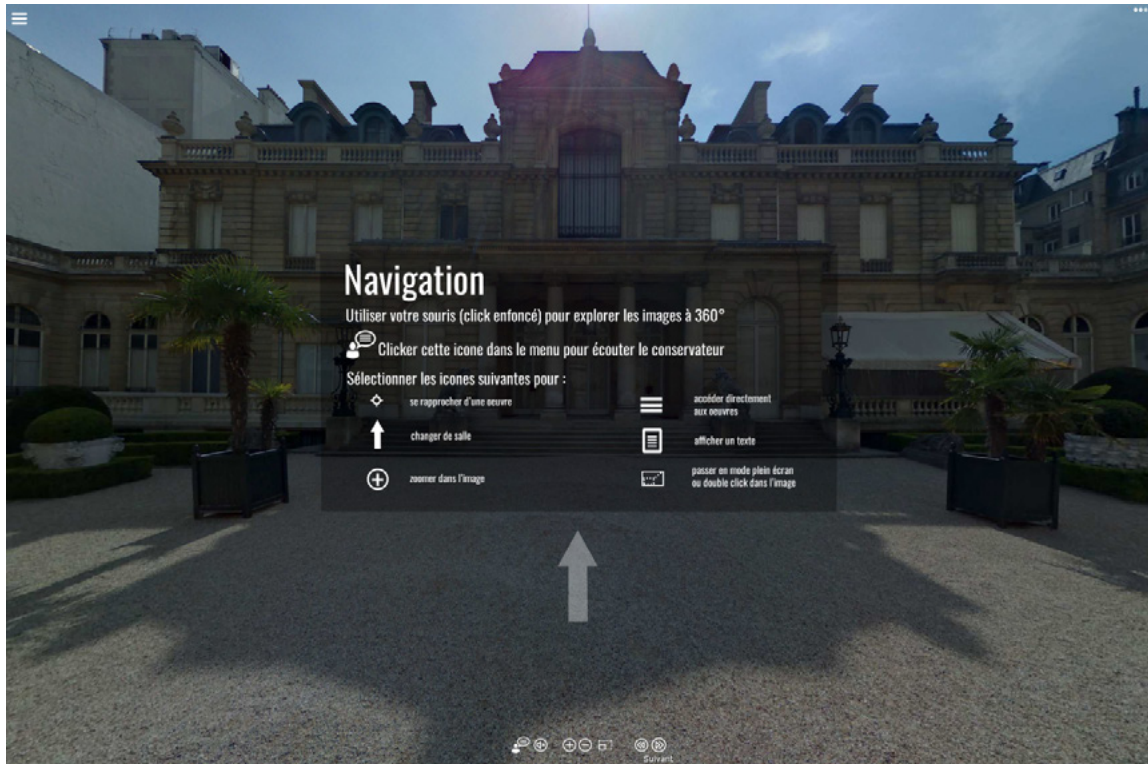 Navigation
Utiliser votre souris (click enfoncé) pour explorer les images à 360°
Clicker cette icone dans le menu pour écouter le conservateur
Sélectionner les icones suivantes pour :
se rapprocher d'une oeuvre
changer de salle
zoomer dans l'image
accéder directement
aux oeuvres
afficher un texte
passer en mode plein écran
ou double click dans l'image
Suivant